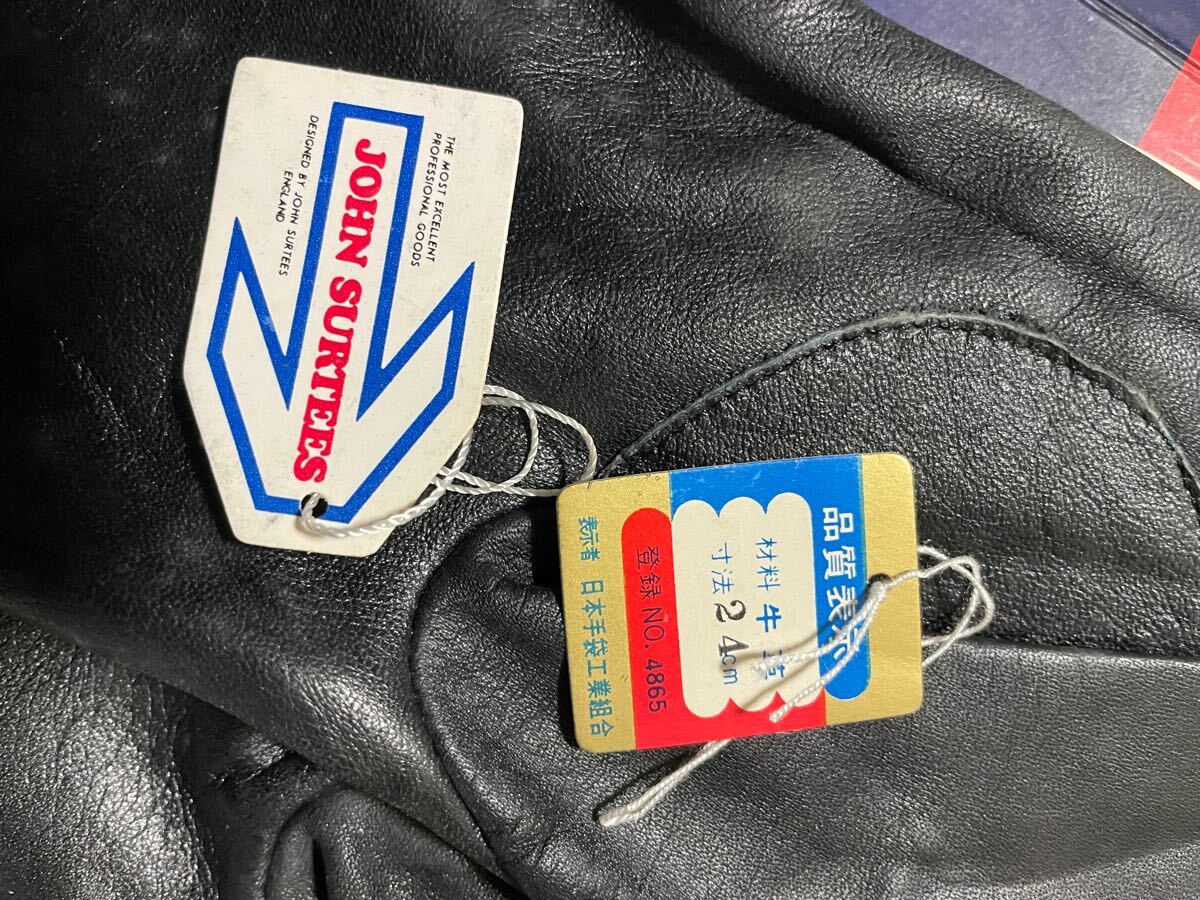 THE MOST EXCELLENT
PROFESSIONAL GOODS
JOHN SURTEES
DESIGNED BY JOHN SURTEES
ENGLAND
品質表示
材料 牛革
寸法 24cm
登録 NO. 4865
表示者 日本手袋工業組合